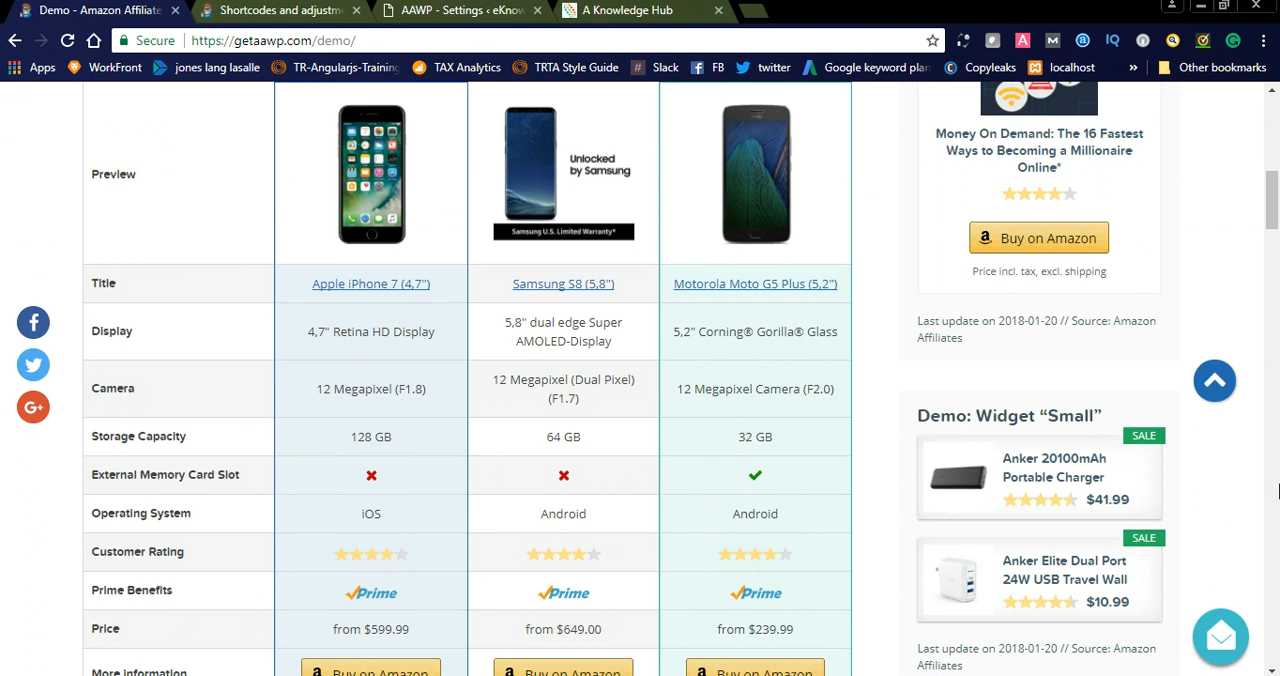 Demo - Amazon Affiliate
Shortcodes and adjustme
AAWP - Settings ‹ eKnow
A Knowledge Hub
Secure
https://getaawp.com/demo/
Apps
WorkFront
jones lang lasalle
TR-Angularjs-Training
TAX Analytics
TRTA Style Guide
Slack
FB
twitter
Google keyword plan
Copyleaks
localhost
»
Other bookmarks
Preview
Unlocked
by Samsung
Samsung U.S. Limited Warranty*
Title
Apple iPhone 7 (4,7")
Samsung S8 (5,8")
Motorola Moto G5 Plus (5,2")
Display
4,7" Retina HD Display
5,8" dual edge Super
AMOLED-Display
5,2" Corning® Gorilla® Glass
Camera
12 Megapixel (F1.8)
12 Megapixel (Dual Pixel)
(F1.7)
12 Megapixel Camera (F2.0)
Storage Capacity
128 GB
64 GB
32 GB
External Memory Card Slot
Operating System
iOS
Android
Android
Customer Rating
Prime Benefits
Prime
Prime
Prime
Price
from $599.99
from $649.00
from $239.99
More Information
Buy on Amazon
Buy on Amazon
Buy on Amazon
Money On Demand: The 16 Fastest
Ways to Becoming a Millionaire
Online*
Buy on Amazon
Price incl. tax, excl. shipping
Last update on 2018-01-20 // Source: Amazon
Affiliates
Demo: Widget “Small”
SALE
Anker 20100mAh
Portable Charger
$41.99
SALE
Anker Elite Dual Port
24W USB Travel Wall
$10.99
Last update on 2018-01-20 // Source: Amazon
Affiliates